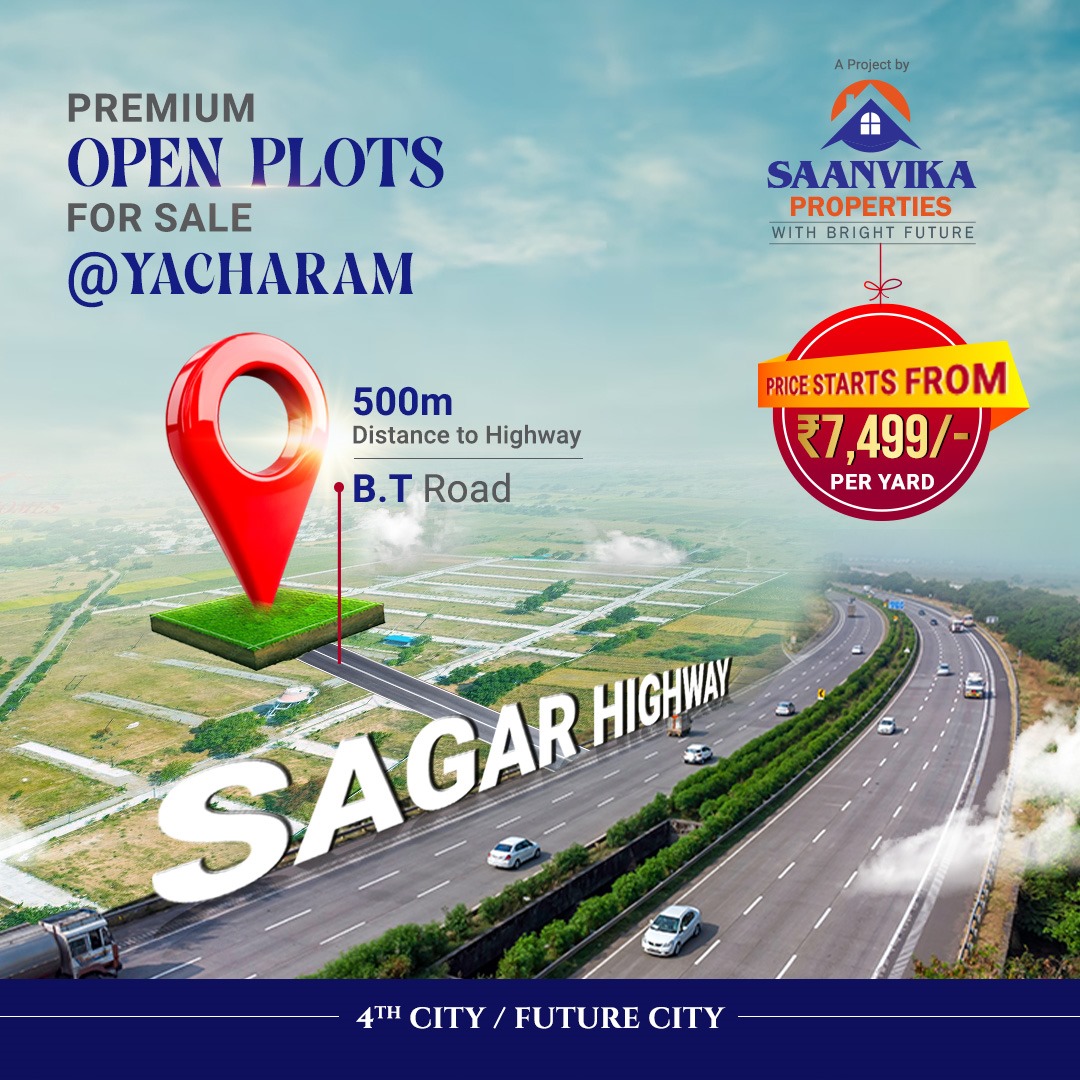 PREMIUM
OPEN PLOTS
FOR SALE
@YACHARAM
A Project by
SAANVIKA
PROPERTIES
WITH BRIGHT FUTURE
PRICE STARTS FROM
₹7,499/-
PER YARD
500m
Distance to Highway
B.T Road
SAGAR HIGHWAY
4TH CITY / FUTURE CITY